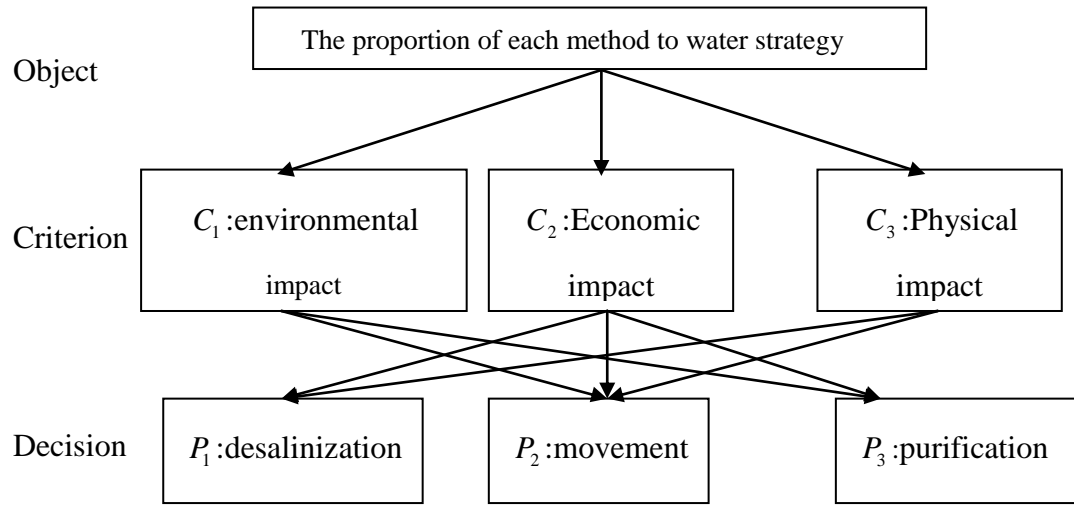 The proportion of each method to water strategy
Object
C₁:environmental
impact
C₂:Economic
impact
C₃:Physical
impact
Criterion
P₁:desalinization
P₂:movement
P₃:purification
Decision